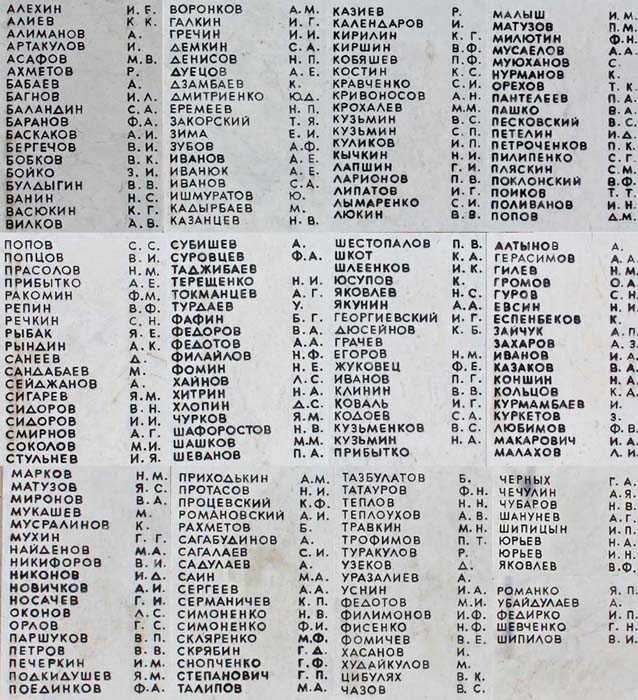 АЛЕХИН И. Е.
АЛИЕВ К К.
АЛИМАНОВ А.
АРТАКУЛОВ И.
АСАФОВ М. В.
АХМЕТОВ Р.
БАБАЕВ А.
БАГНОВ И. Л.
БАЛАНДИН С. А.
БАРАНОВ Ф. А.
БАСКАКОВ А. И.
БЕРГЕЧОВ В. И.
БОБКОВ В. К.
БОЙКО З. И.
БУЛДЫГИН В. В.
ВАНИН Н. С.
ВАСЮКИН К. Г.
ВИЛКОВ А. В.
ВОРОНКОВ А. М.
ГАЛКИН И. Г.
ГРЕЧИН И. И.
ДЕМКИН С. А.
ДЕНИСОВ Н. П.
ДУЕЦОВ А. Е.
ДЗАМБАЕВ К.
ДМИТРИЕНКО Ю. Д.
ЕРЕМЕЕВ Н. П.
ЗАКОРСКИЙ Т. Я
ЗИМА Е. И.
ЗУБОВ А. Ф.
ИВАНОВ А. Е.
ИВАНЮК А. Е.
ИВАНОВ С. А.
ИШМУРАТОВ Ю.
КАДЫРБАЕВ М.
КАЗАНЦЕВ Н. В.
КАЗИЕВ Р.
КАЛЕНДАРОВ И.
КИРИЛИН К. Г.
КИРШИН В. Ф.
КОБЯШЕВ П. Ф.
КОСТИН К. С.
КРАВЧЕНКО С. И.
КРИВОНОСОВ А. Н.
КРОХАЛЕВ М. М.
КУЗЬМИН В. С.
КУЗЬМИН С. П.
КУЛИКОВ И. П.
КЫЧКИН Н. И.
ЛАПШИН Г. И.
ЛАРИОНОВ П. В.
ЛИПАТОВ И. Г.
ЛЫМАРЕНКО С. И.
ЛЮКИН В. В.
МАЛЫШ И. М.
МАТУЗОВ П. М.
МИЛЮТИН Ф. Н.
МУСАЕЛОВ А. А.
МУЮХАНОВ С.
НУРМАНОВ К.
ОРЕХОВ Т. К.
ПАНТЕЛЕЕВ П. А.
ПАШКО В. А.
ПЕСКОВСКИЙ В. С.
ПЕТЕЛИН И. Д.
ПЕТРОЧЕНКОВ П. К.
ПИЛИПЕНКО С. Г.
ПЛЯСКИН С. М.
ПОКЛОНСКИЙ В. Ф.
ПОЙКОВ Т. Т.
ПОЛИВАНОВ И. Н.
ПОПОВ Д. М.
ПОПОВ С. С.
ПОПЦОВ В. И.
ПРАСОЛОВ Н. М.
ПРИБЫТКО А. Е.
РАКОМИН Ф. М.
РЕПИН В. Ф.
РЕЧКИН С. Н.
РЫБАК Я. Е.
РЫНДИН А. К.
САНЕЕВ Д.
САНДАБАЕВ М.
СЕЙДЖАНОВ А.
СИГАРЕВ Я. М.
СИДОРОВ В. Н.
СИДОРОВ И. И.
СМИРНОВ А. Г.
СОКОЛОВ М. И.
СТУЛЬНЕВ И. Я.
СУБИШЕВ А.
СУРОВЦЕВ Ф. А.
ТАДЖИБАЕВ
ТЕРЕЩЕНКО Н. И.
ТОКМАНЦЕВ А. Г.
ТУРДАЕВ У.
ФАФИН Б. Г.
ФЕДОРОВ В. А.
ФЕДОТОВ А. А.
ФИЛАЙЛОВ Н. Ф.
ФОМИН Н. Е.
ХАЙНОВ Л. С.
ХИТРИН Н. А.
ХЛОПИН Д. С.
ЧУРКОВ Я. М.
ШАФОРОСТОВ Н. В.
ШАШКОВ М. М.
ШЕВАНОВ П. А.
ШЕСТОПАЛОВ П. В.
ШКОТ К. А.
ШЛЕЕНКОВ И. К.
ЮСУПОВ К.
ЯКОВЛЕВ Н. С.
ЯКУНИН А. А.
ГЕОРГИЕВСКИЙ И. Г.
ДЮСЕЙНОВ К. Б.
ГРАЧЕВ
ЕГОРОВ Н. М.
ЖУКОВЕЦ Ф. Е.
ИВАНОВ П. Г.
КЛИНИН В. В.
КОВАЛЬ И. Г.
КОДОЕВ С. А.
КУЗЬМЕНКОВ В. С.
КУЗЬМИН Н. А.
ПРИБЫТКО
АЛТЫНОВ А.
ГЕРАСИМОВ А. А.
ГИЛЕВ Н. М.
ГРОМОВ О. А.
ГУРОВ С. Н.
ЕВСИН Н. И.
ЕСПЕНБЕКОВ К.
ЗАЙЧУК А. П.
ЗАХАРОВ А. З.
ИВАНОВ И. А.
КАЗАКОВ В. А.
КОНШИН Н. А.
КОЛЬЦОВ К. А.
КУРМАМБАЕВ И.
КУРКЕТОВ З.
ЛЮБИМОВ Ф. В.
МАКАРОВИЧ И. А.
МАЛАХОВ Л. И.
МАРКОВ Н. М.
МАТУЗОВ Я. С.
МИРОНОВ В. А.
МУКАШЕВ М.
МУСРАЛИНОВ К.
МУХИН Г. Г.
НАЙДЕНОВ М. А.
НИКИФОРОВ В. И.
НИКОНОВ И. Д.
НОВИЧКОВ А. И.
НОСАЧЕВ Г. И.
ОКОНОВ Л. С.
ОРЛОВ Г. С.
ПАРШУКОВ В. П.
ПЕТРОВ В. В.
ПЕЧЕРКИН И. М.
ПОДКИДУШЕВ Я. М.
ПОЕДИНКОВ Ф. А.
ПРИХОДЬКИН А. М.
ПРОТАСОВ Н. И.
ПРОЦЕВСКИЙ К. Ф.
РОМАНОВСКИЙ А. И.
РАХМЕТОВ Б.
САГАБУДИНОВ А.
САГАЛАЕВ С. И.
САДУЛАЕВ А.
САИН М. А.
СЕРГЕЕВ А. А.
СЕРМАНИЧЕВ К. П.
СИМОНЕНКО Н. В.
СИМОНЕНКО Ф. И.
СКЛЯРЕНКО М. Ф.
СКРЯБИН Г. Д.
СНОПЧЕНКО Г. Ф.
СТЕПАНОВИЧ Г. П.
ТАЛИПОВ М. А.
ТАЗБУЛАТОВ Б.
ТАТАУРОВ Ф. Н.
ТЕПЛОВ Н. Н.
ТЕПЛОУХОВ А. В.
ТРАВКИН М. Н.
ТРОФИМОВ П. Т.
ТУРАКУЛОВ Р.
УЗЕКОВ Д.
УРАЗАЛИЕВ А.
УСНИН И. А.
ФЕДОТОВ М. И.
ФИЛИМОНОВ И. Ф.
ФИСЕНКО Н. Ф.
ФОМИЧЕВ В. Е.
ХАСАНОВ И.
ХУДАЙКУЛОВ М.
ЦИБУЛЯХ В. К.
ЧАЗОВ В. С.
ЧЕРНЫХ Г. А.
ЧЕЧУЛИН А. Я.
ЧУБАРОВ Н. В.
ШАНУНЕВ А. Г.
ШИПИЦЫН И. П.
ЮРЬЕВ Н. А.
ЮРЬЕВ И. Н.
ЯКОВЛЕВ В. Ф.
РОМАНКО Я. П.
УБАЙДУЛАЕВ А.
ФЕДИРКО И. П.
ШЕВЧЕНКО Г. Н.
ШИПИЛОВ В. И.